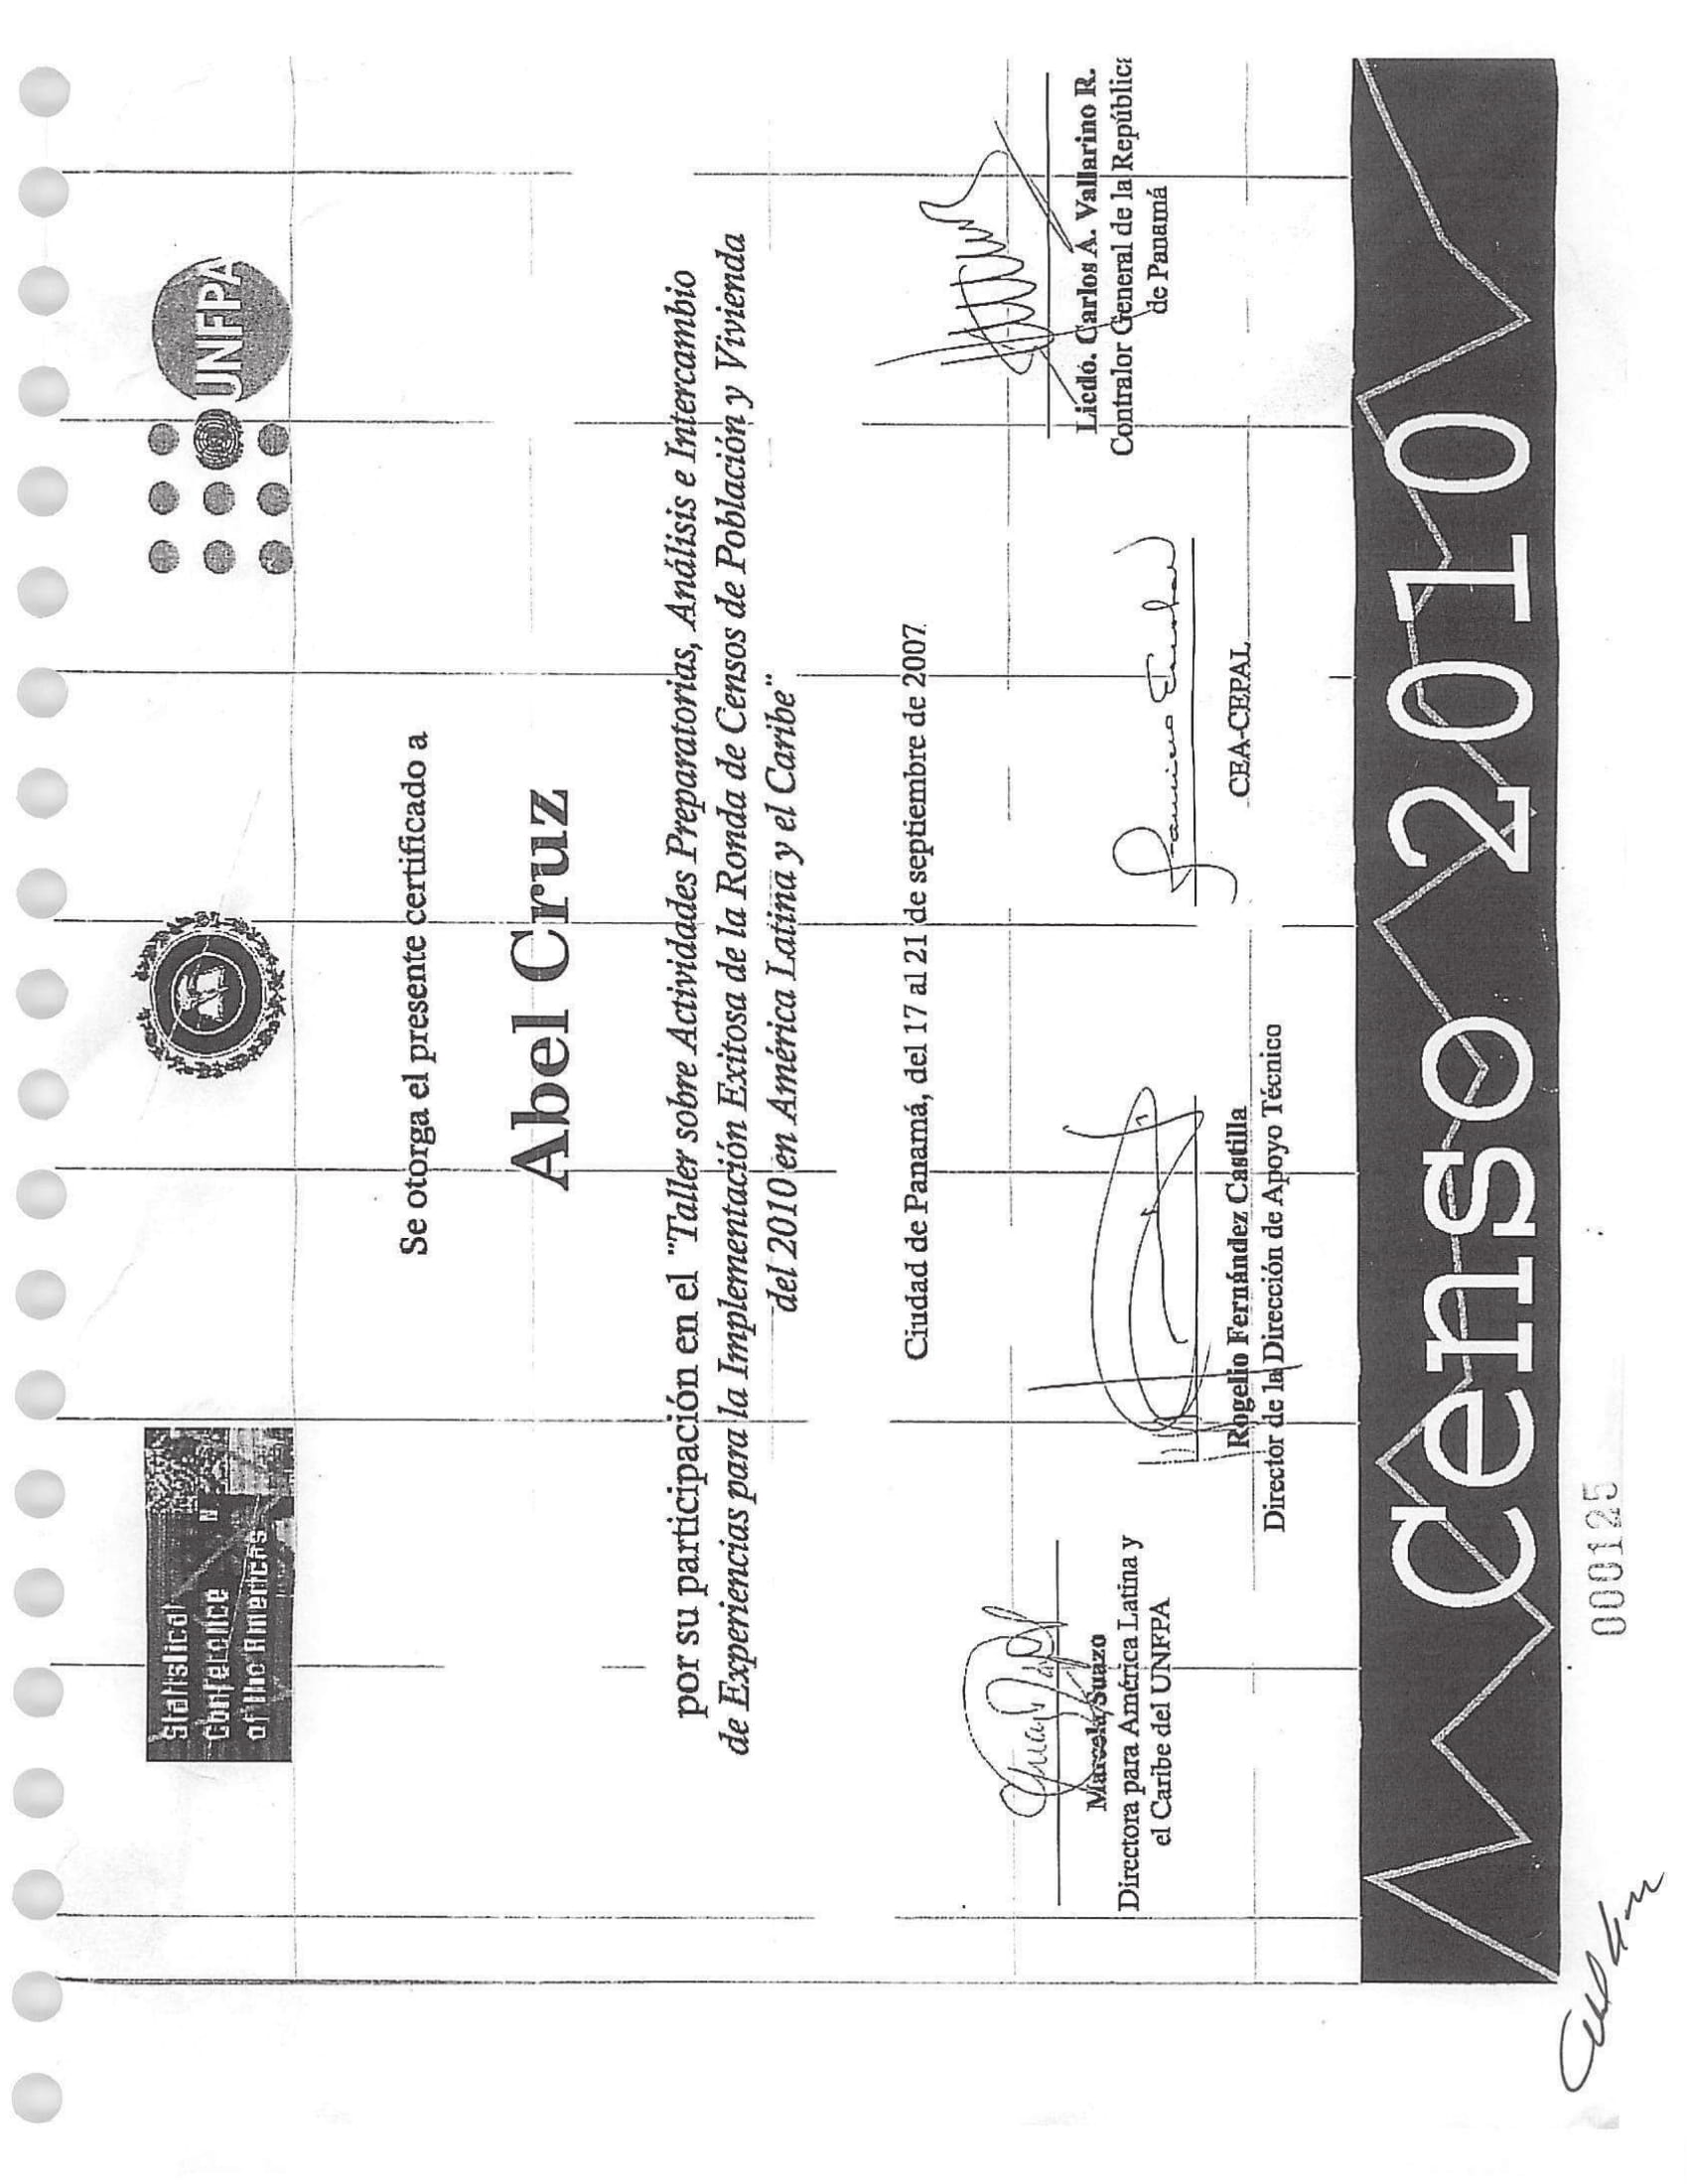 Statistical
Conference
of the Americas
UNFPA
Se otorga el presente certificado a
Abel Cruz
por su participación en el "Taller sobre Actividades Preparatorias, Análisis e Intercambio
de Experiencias para la Implementación Exitosa de la Ronda de Censos de Población y Vivienda
del 2010 en América Latina y el Caribe"
Ciudad de Panamá, del 17 al 21 de septiembre de 2007
Marcela Suazo
Directora para América Latina y
el Caribe del UNFPA
Rogelio Fernández Castilla
Director de la Dirección de Apoyo Técnico
CEA-CEPAL
Licdo. Carlos A. Vallarino R.
Contralor General de la República
de Panamá
Censo 2010
000125